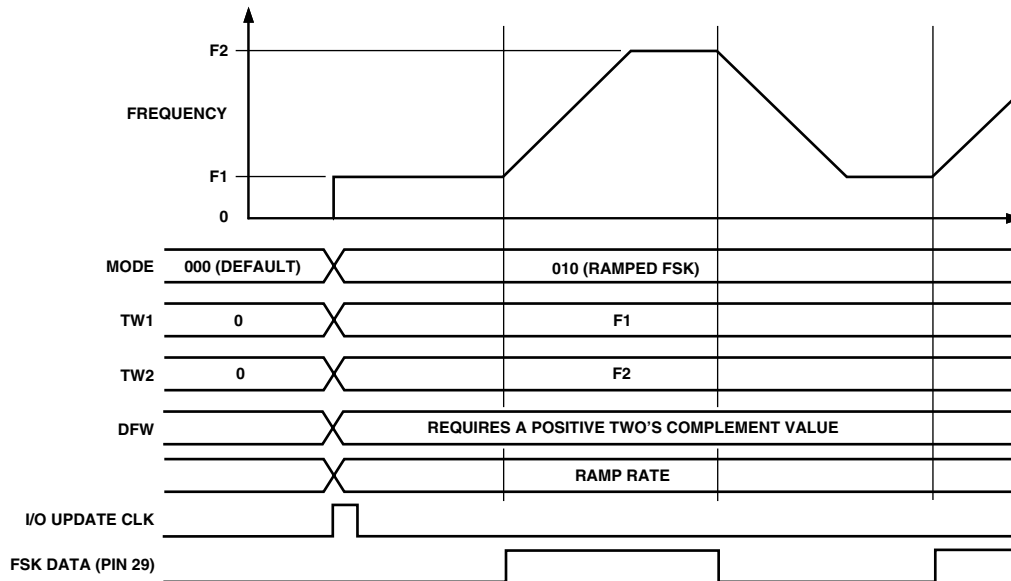 F2
FREQUENCY
F1
0
MODE 000 (DEFAULT) 010 (RAMPED FSK)
TW1 0 F1
TW2 0 F2
DFW REQUIRES A POSITIVE TWO'S COMPLEMENT VALUE
RAMP RATE
I/O UPDATE CLK
FSK DATA (PIN 29)